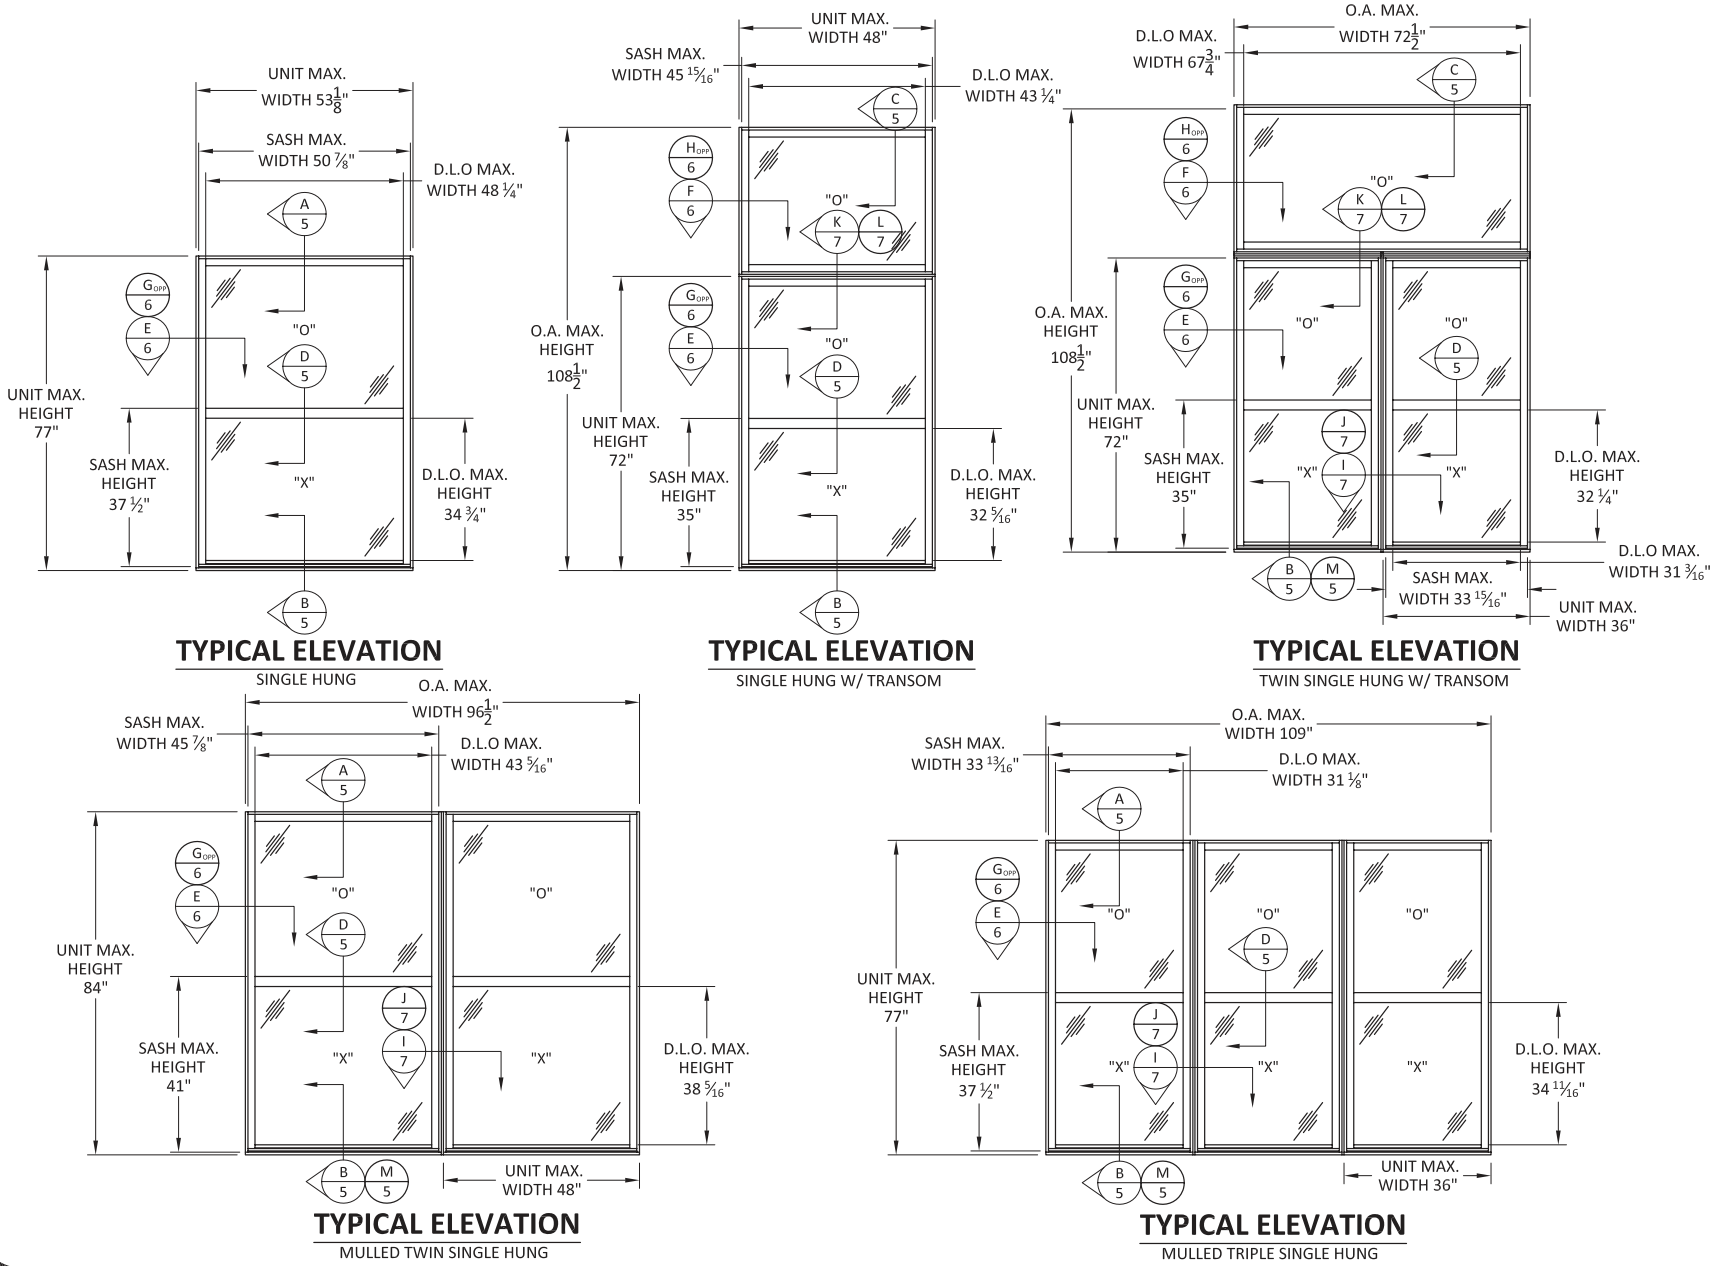 UNIT MAX.
WIDTH 53 1/8"
SASH MAX.
WIDTH 50 7/8"
D.L.O MAX.
WIDTH 48 1/4"
A
5
G OPP
6
E
6
"O"
D
5
UNIT MAX.
HEIGHT
77"
SASH MAX.
HEIGHT
37 1/2"
"X"
D.L.O. MAX.
HEIGHT
34 3/4"
B
5
TYPICAL ELEVATION
SINGLE HUNG
UNIT MAX.
WIDTH 48"
SASH MAX.
WIDTH 45 15/16"
D.L.O MAX.
WIDTH 43 1/4"
C
5
H OPP
6
F
6
"O"
K
7
L
7
G OPP
6
E
6
O.A. MAX.
HEIGHT
108 1/2"
"O"
D
5
UNIT MAX.
HEIGHT
72"
SASH MAX.
HEIGHT
35"
"X"
D.L.O. MAX.
HEIGHT
32 5/16"
B
5
TYPICAL ELEVATION
SINGLE HUNG W/ TRANSOM
O.A. MAX.
WIDTH 72 1/2"
D.L.O MAX.
WIDTH 67 3/4"
C
5
H OPP
6
F
6
"O"
K
7
L
7
G OPP
6
E
6
O.A. MAX.
HEIGHT
108 1/2"
"O"
"O"
D
5
UNIT MAX.
HEIGHT
72"
J
7
I
7
SASH MAX.
HEIGHT
35"
"X"
"X"
D.L.O. MAX.
HEIGHT
32 1/4"
B
5
M
5
D.L.O MAX.
WIDTH 31 3/16"
SASH MAX.
WIDTH 33 15/16"
UNIT MAX.
WIDTH 36"
TYPICAL ELEVATION
TWIN SINGLE HUNG W/ TRANSOM
O.A. MAX.
WIDTH 96 1/2"
SASH MAX.
WIDTH 45 7/8"
D.L.O MAX.
WIDTH 43 5/16"
A
5
G OPP
6
E
6
"O"
"O"
D
5
UNIT MAX.
HEIGHT
84"
J
7
I
7
SASH MAX.
HEIGHT
41"
"X"
"X"
D.L.O. MAX.
HEIGHT
38 5/16"
B
5
M
5
UNIT MAX.
WIDTH 48"
TYPICAL ELEVATION
MULLED TWIN SINGLE HUNG
O.A. MAX.
WIDTH 109"
SASH MAX.
WIDTH 33 13/16"
D.L.O MAX.
WIDTH 31 1/8"
A
5
G OPP
6
E
6
"O"
"O"
"O"
D
5
UNIT MAX.
HEIGHT
77"
J
7
I
7
SASH MAX.
HEIGHT
37 1/2"
"X"
"X"
"X"
D.L.O. MAX.
HEIGHT
34 11/16"
B
5
M
5
UNIT MAX.
WIDTH 36"
TYPICAL ELEVATION
MULLED TRIPLE SINGLE HUNG